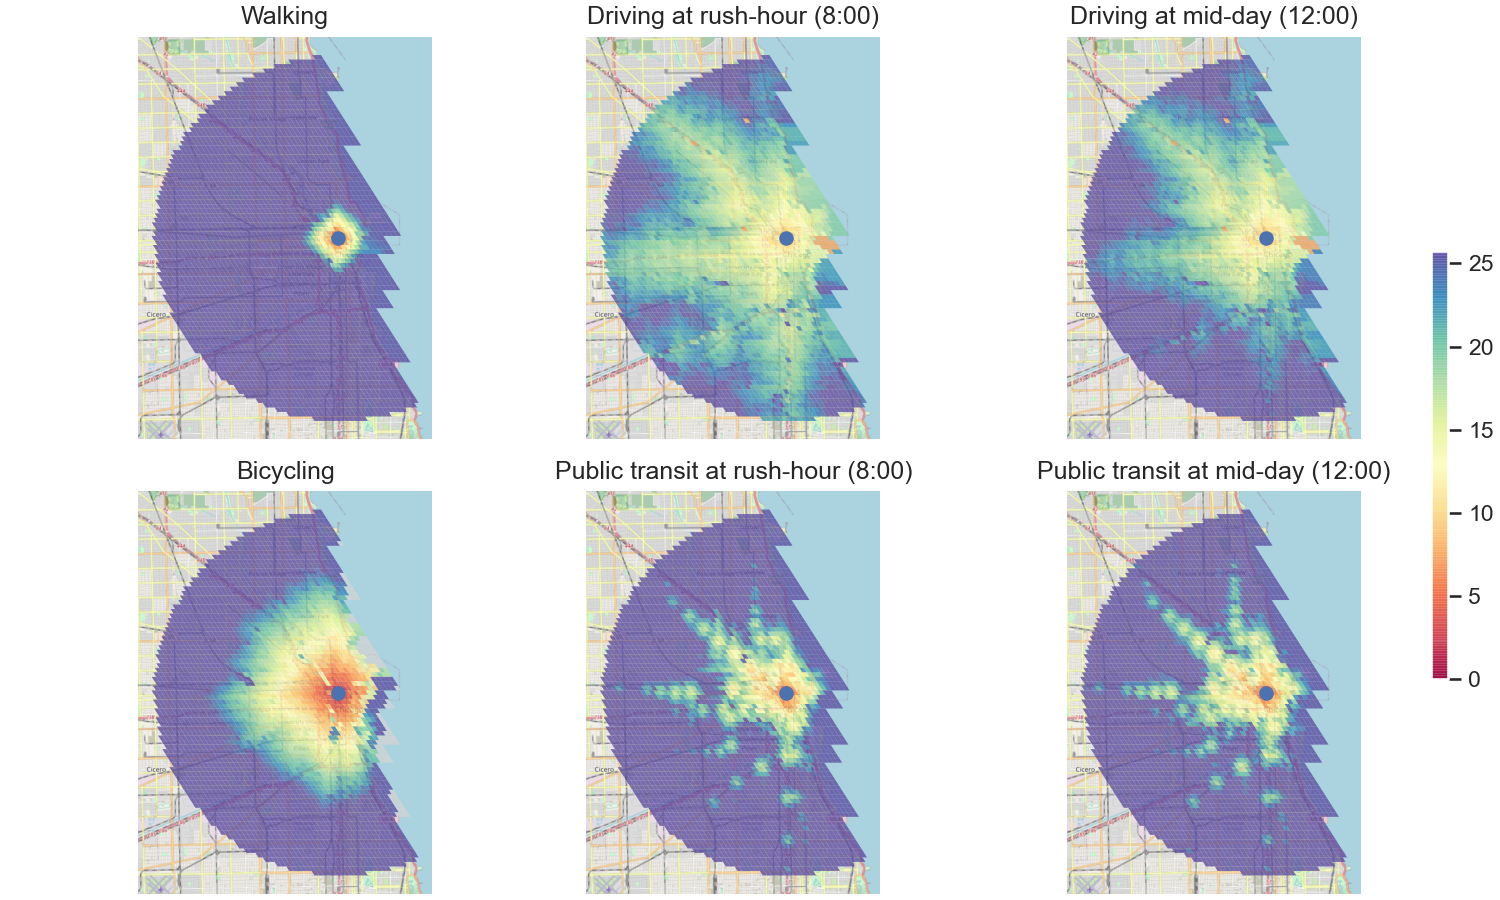 Walking
Driving at rush-hour (8:00)
Driving at mid-day (12:00)
Cicero
Cicero
Cicero
25
20
15
10
5
0
Bicycling
Public transit at rush-hour (8:00)
Public transit at mid-day (12:00)
Cicero
Cicero
Cicero